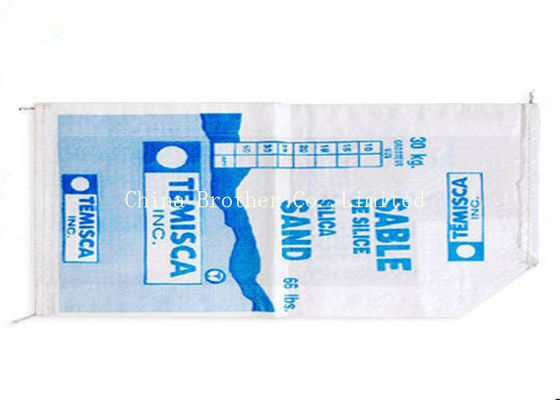 TEMISCA
INC.
TEMISCA
INC.
SILICA
SAND
66 lbs.
30 kg.
SABLE
DE SILICE
TEMISCA
INC.
China Brother Co.,Limited